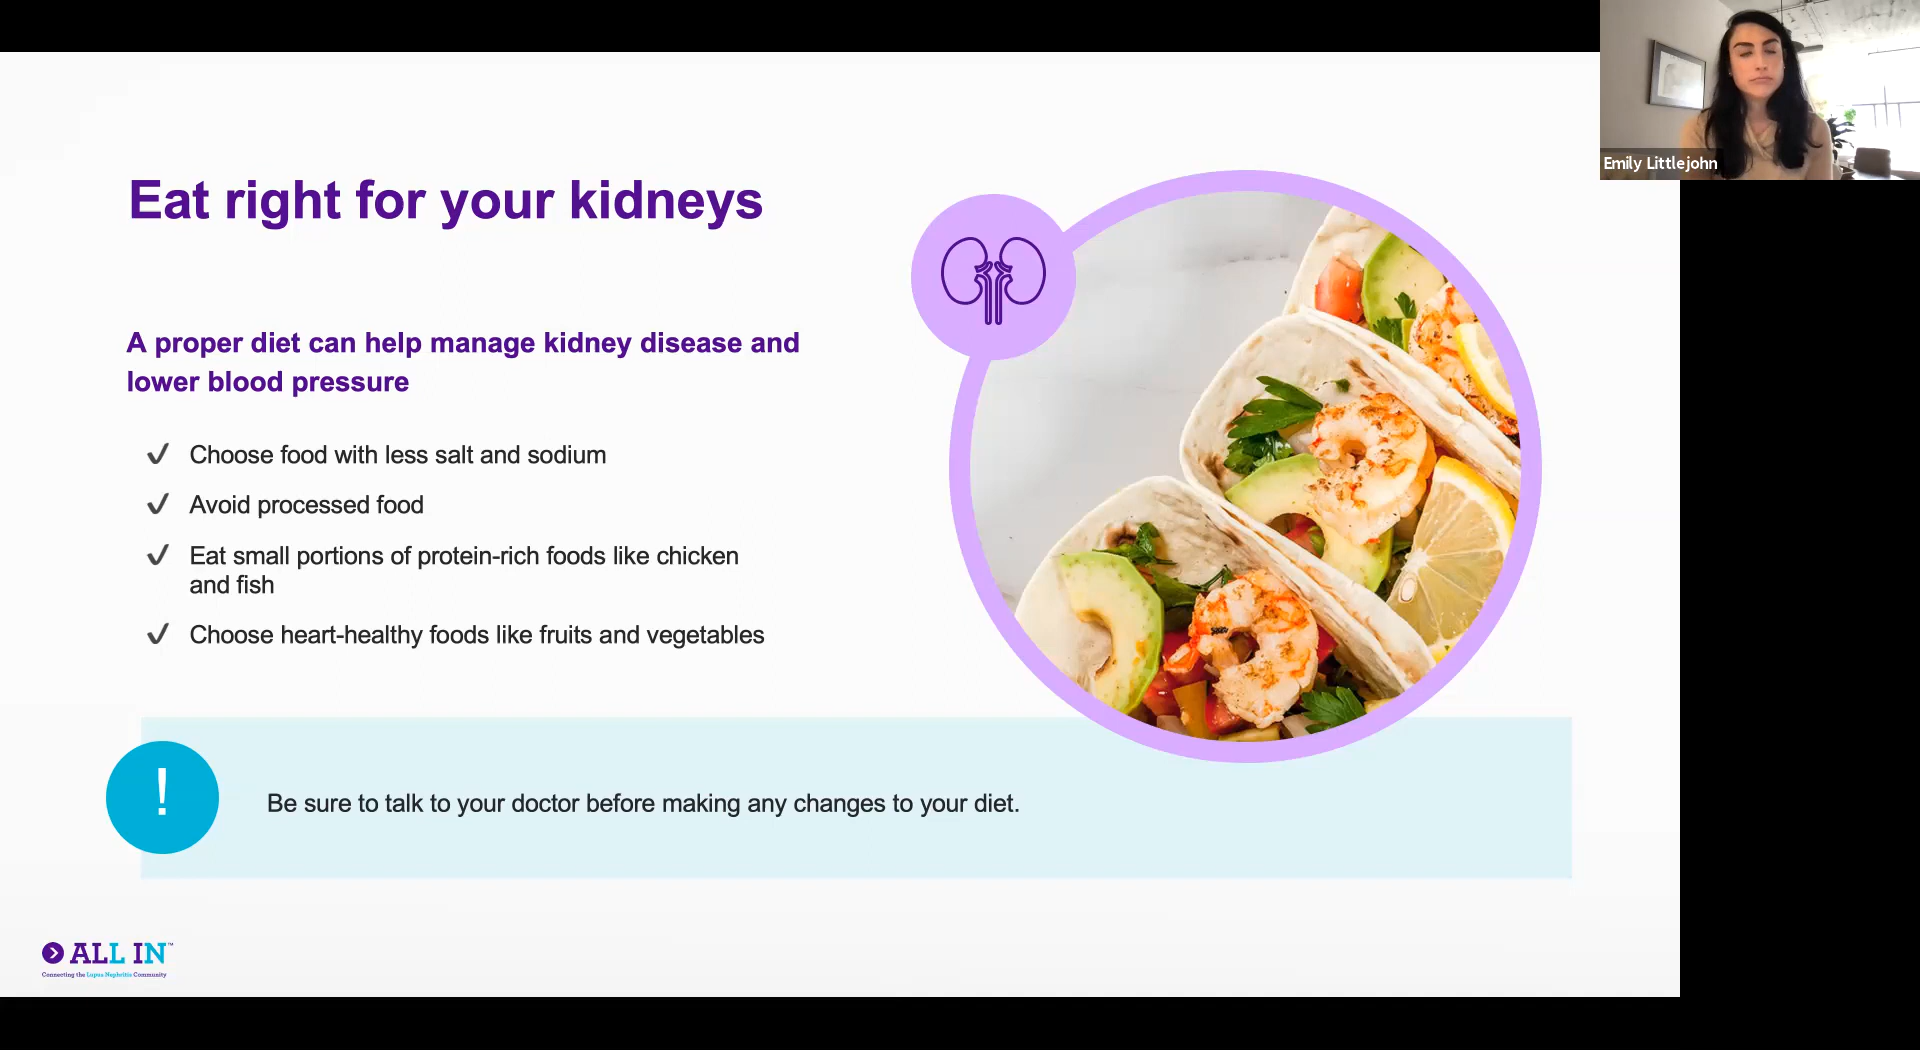 Emily Littlejohn
Eat right for your kidneys
A proper diet can help manage kidney disease and
lower blood pressure
Choose food with less salt and sodium
Avoid processed food
Eat small portions of protein-rich foods like chicken
and fish
Choose heart-healthy foods like fruits and vegetables
!
Be sure to talk to your doctor before making any changes to your diet.
ALL IN™
Connecting the Lupus Nephritis Community